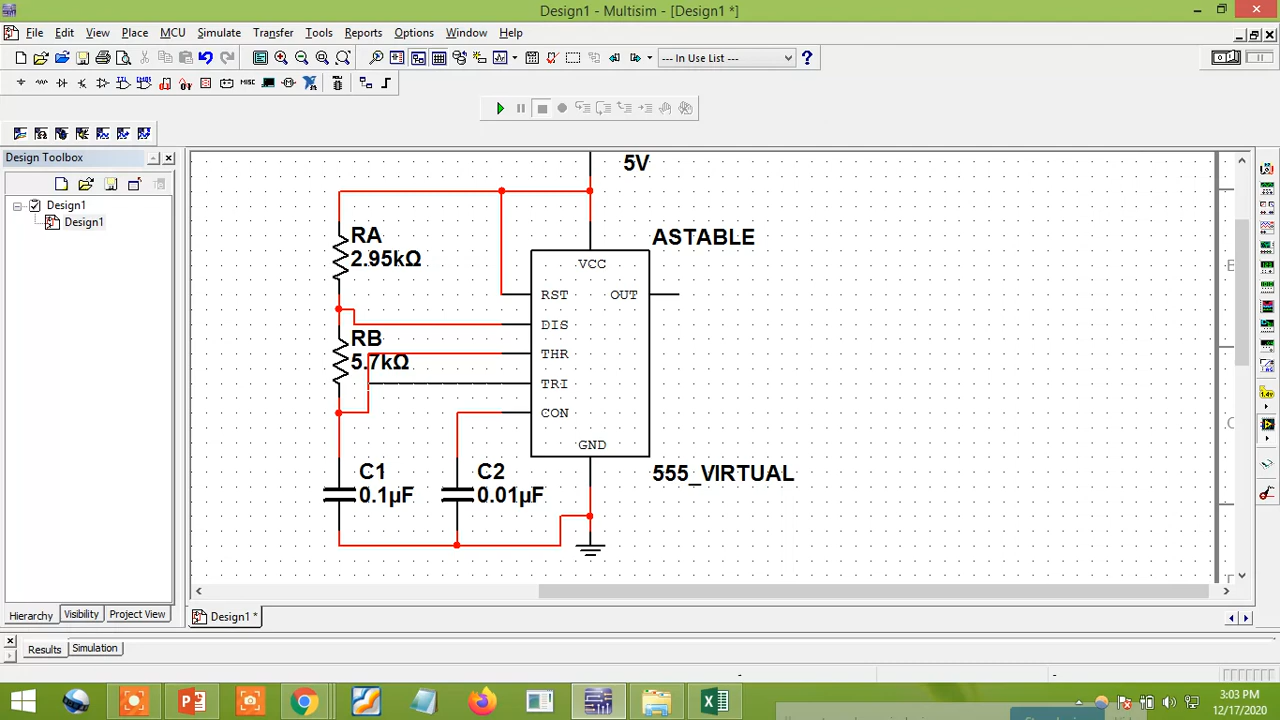 Design1 - Multisim - [Design1 *]
File Edit View Place MCU Simulate Transfer Tools Reports Options Window Help
--- In Use List ---
Design Toolbox
Design1
Design1
5V
RA
2.95kΩ
ASTABLE
VCC
RST OUT
DIS
RB
5.7kΩ
THR
TRI
CON
GND
C1
0.1µF
C2
0.01µF
555_VIRTUAL
Hierarchy Visibility Project View
Design1 *
Results Simulation
3:03 PM
12/17/2020